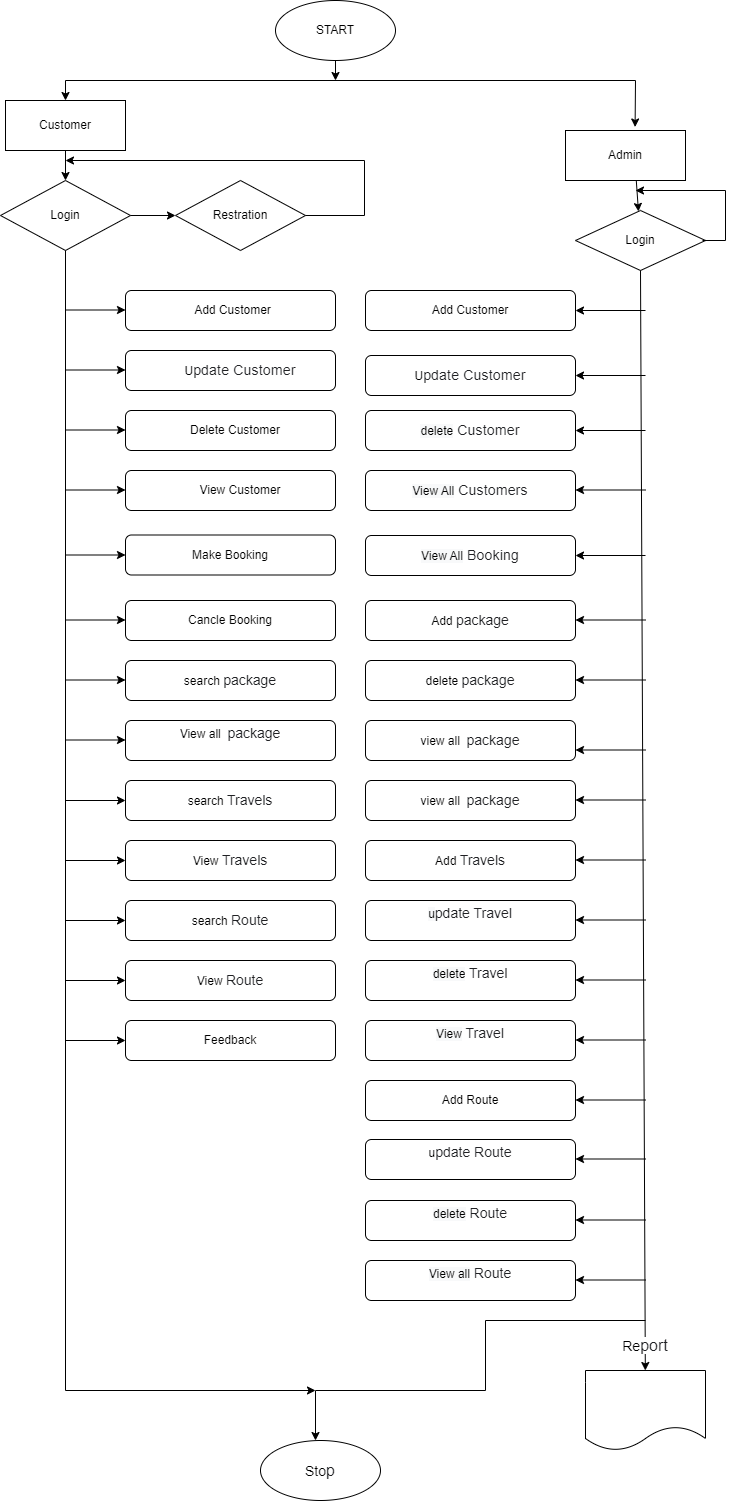 START
Customer
Admin
Login
Restration
Login
Add Customer
Add Customer
Update Customer
Update Customer
Delete Customer
delete Customer
View Customer
View All Customers
Make Booking
View All Booking
Cancle Booking
Add package
search package
delete package
View all package
view all package
search Travels
view all package
View Travels
Add Travels
search Route
update Travel
View Route
delete Travel
Feedback
View Travel
Add Route
update Route
delete Route
View all Route
Report
Stop